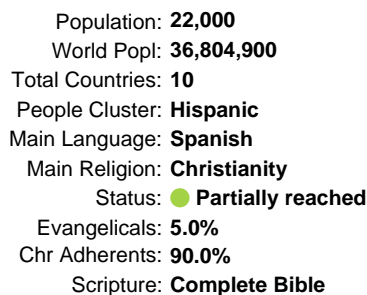 Population: 22,000
World Popl: 36,804,900
Total Countries: 10
People Cluster: Hispanic
Main Language: Spanish
Main Religion: Christianity
Status: Partially reached
Evangelicals: 5.0%
Chr Adherents: 90.0%
Scripture: Complete Bible